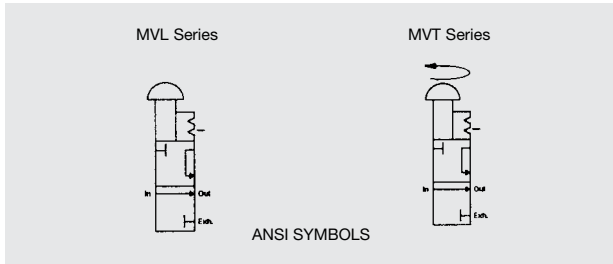 MVL Series
MVT Series
In
Out
Exh.
In
Out
Exh.
ANSI SYMBOLS